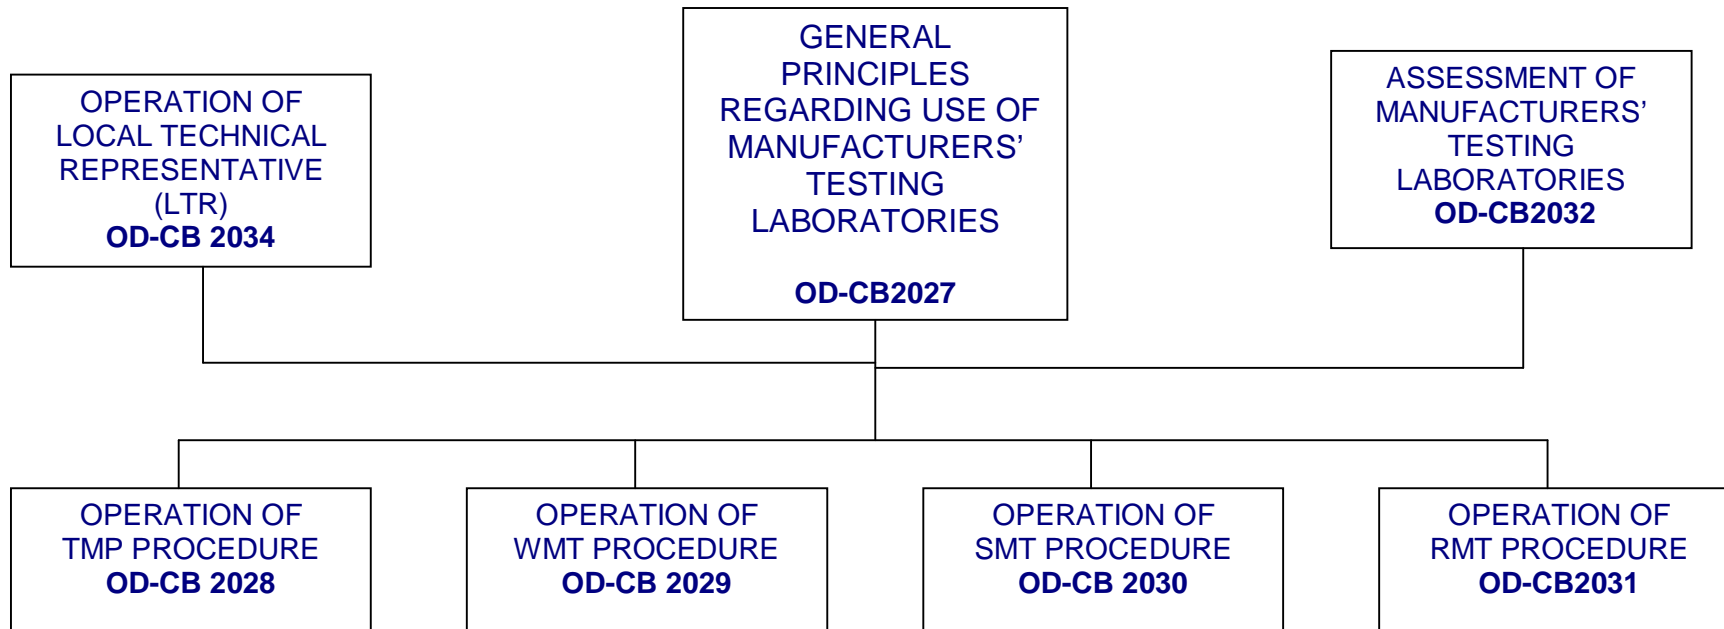 OPERATION OF
LOCAL TECHNICAL
REPRESENTATIVE
(LTR)
OD-CB 2034
GENERAL
PRINCIPLES
REGARDING USE OF
MANUFACTURERS’
TESTING
LABORATORIES
OD-CB2027
ASSESSMENT OF
MANUFACTURERS’
TESTING
LABORATORIES
OD-CB2032
OPERATION OF
TMP PROCEDURE
OD-CB 2028
OPERATION OF
WMT PROCEDURE
OD-CB 2029
OPERATION OF
SMT PROCEDURE
OD-CB 2030
OPERATION OF
RMT PROCEDURE
OD-CB2031